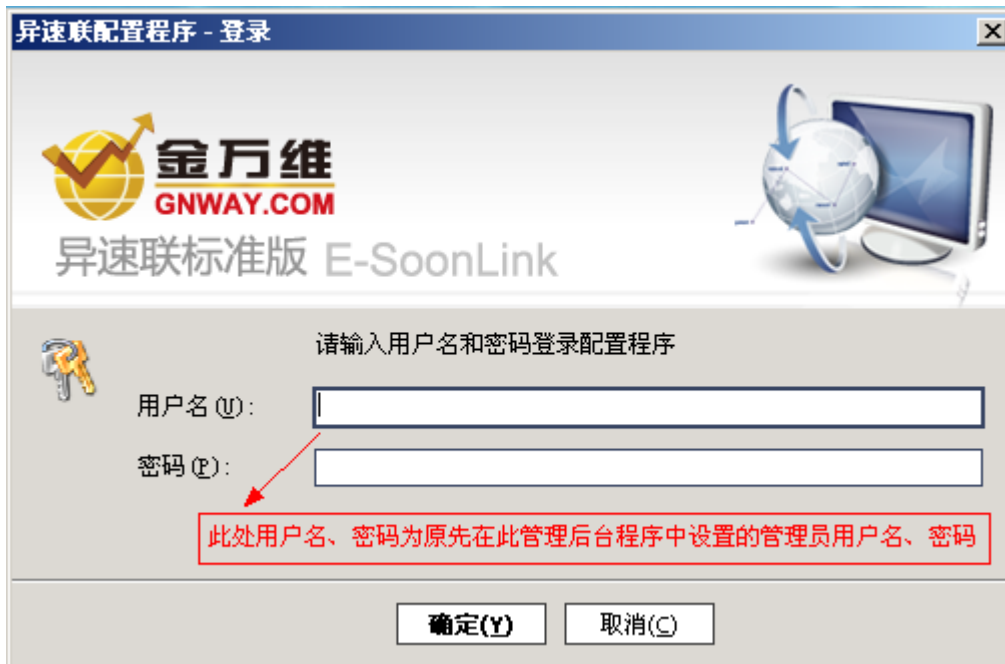 异速联配置程序 - 登录
金万维
GNWAY.COM
异速联标准版 E-SoonLink
请输入用户名和密码登录配置程序
用户名(U):
密码(P):
此处用户名、密码为原先在此管理后台程序中设置的管理员用户名、密码
确定(Y) 取消(C)